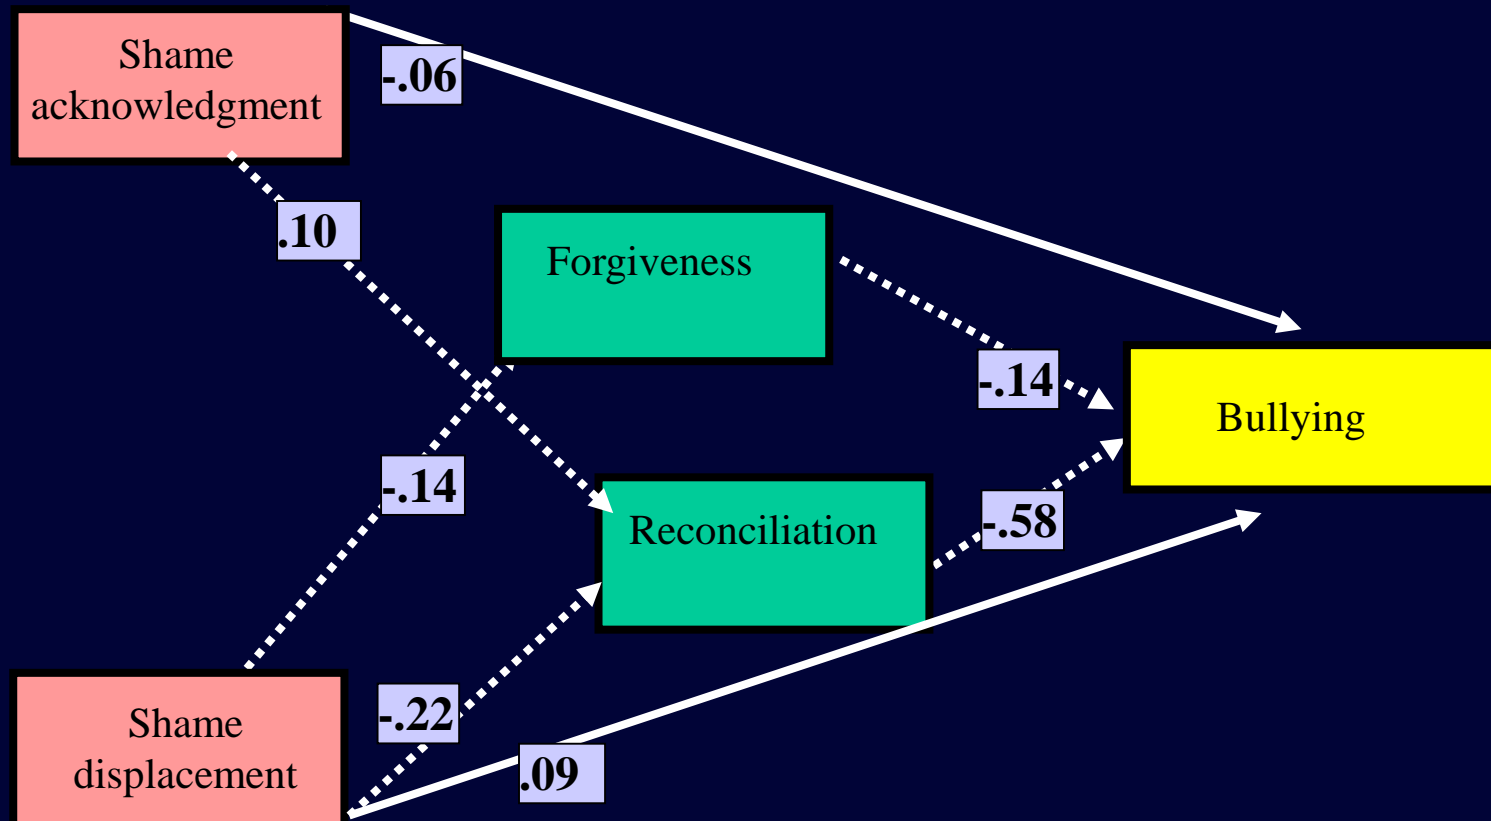 Shame
acknowledgment
-.06
.10
Forgiveness
-.14
Bullying
-.14
Reconciliation
-.58
Shame
displacement
-.22
.09